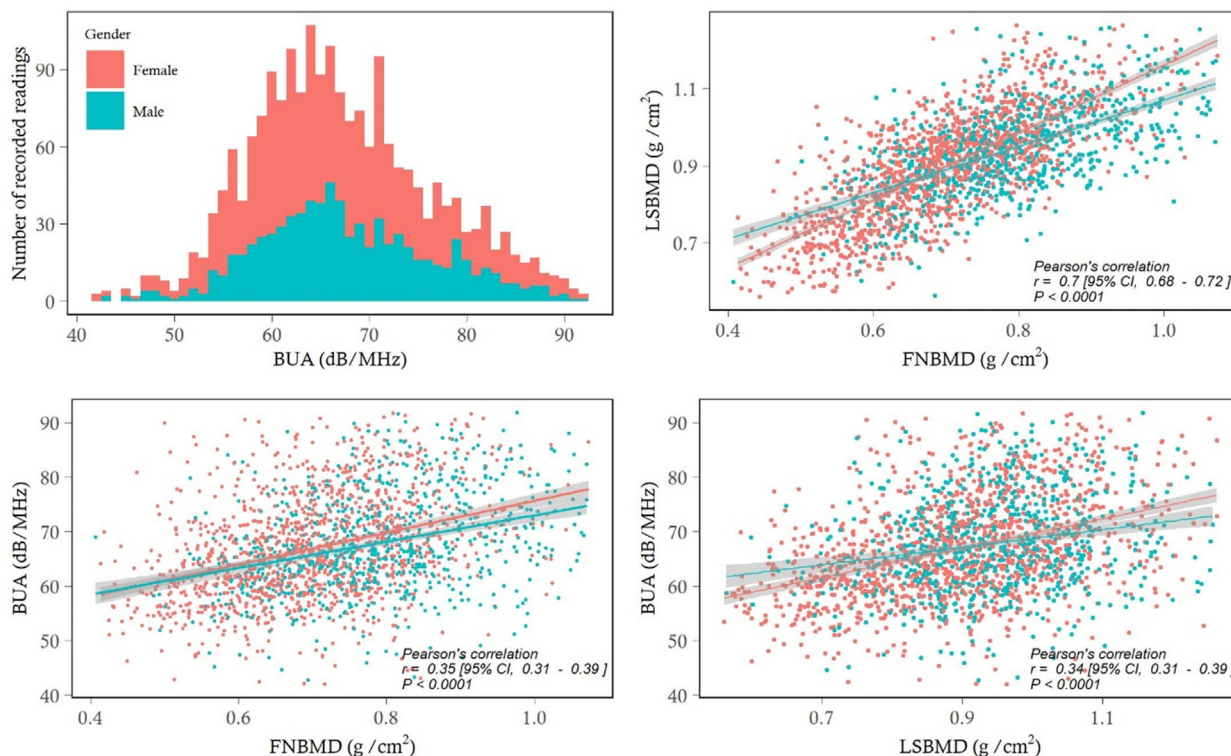 Gender
Female
Male
Number of recorded readings
90
60
30
0
40 50 60 70 80 90
BUA (dB/MHz)
LSBMD (g/cm²)
1.1
0.9
0.7
Pearson's correlation
r = 0.7 [95% CI, 0.68 - 0.72 ]
P < 0.0001
0.4 0.6 0.8 1.0
FNBMD (g/cm²)
BUA (dB/MHz)
90
80
70
60
50
40
Pearson's correlation
r = 0.35 [95% CI, 0.31 - 0.39 ]
P < 0.0001
0.4 0.6 0.8 1.0
FNBMD (g/cm²)
BUA (dB/MHz)
90
80
70
60
50
40
Pearson's correlation
r = 0.34 [95% CI, 0.31 - 0.39 ]
P < 0.0001
0.7 0.9 1.1
LSBMD (g/cm²)